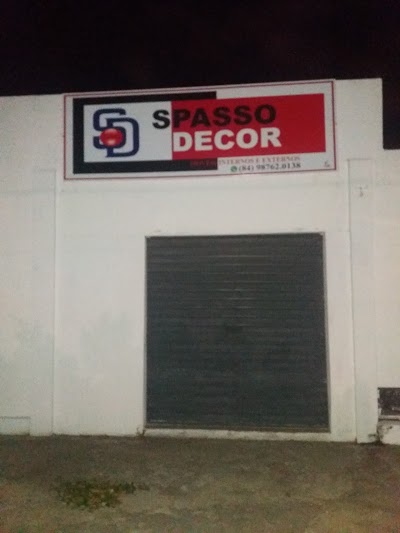 SD
SPASSO
DECOR
INTERNOS E EXTERNOS
(84) 98762.0138